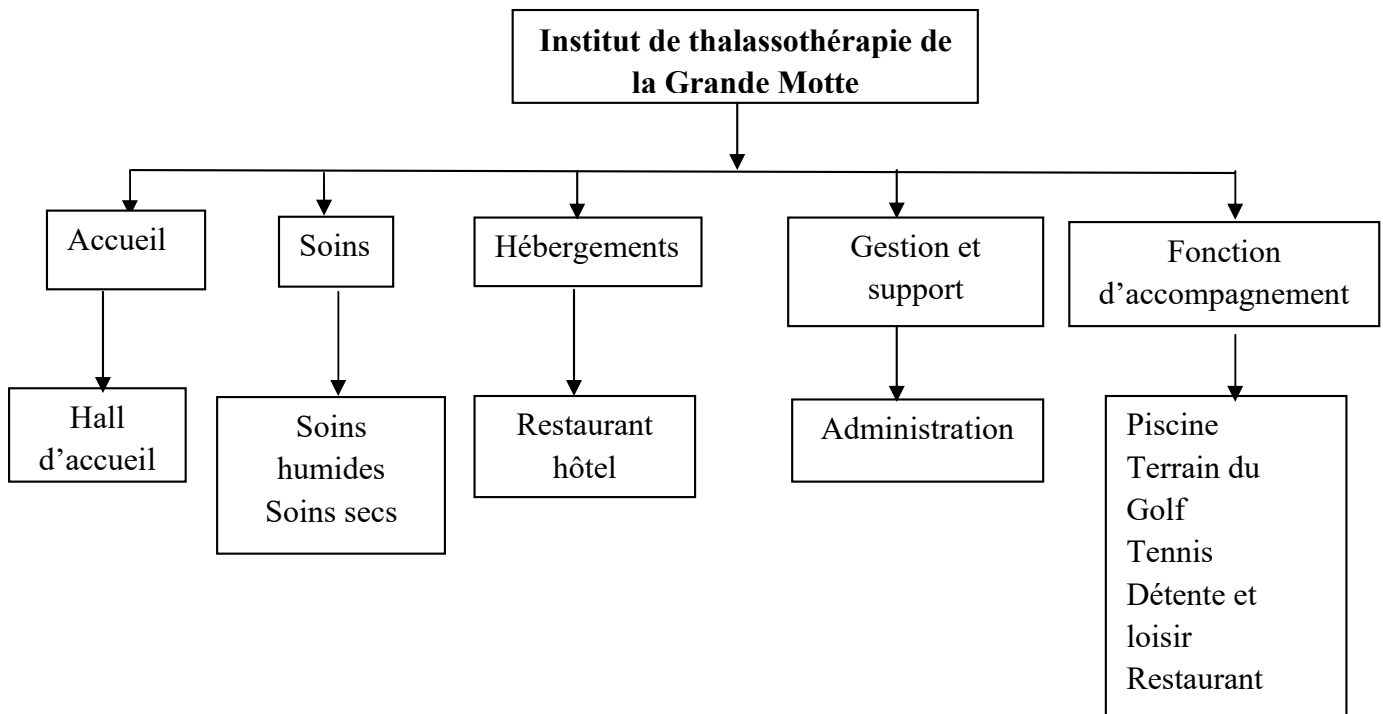 Institut de thalassothérapie de
la Grande Motte
Accueil
Soins
Hébergements
Gestion et
support
Fonction
d’accompagnement
Hall
d’accueil
Soins
humides
Soins secs
Restaurant
hôtel
Administration
Piscine
Terrain du
Golf
Tennis
Détente et
loisir
Restaurant